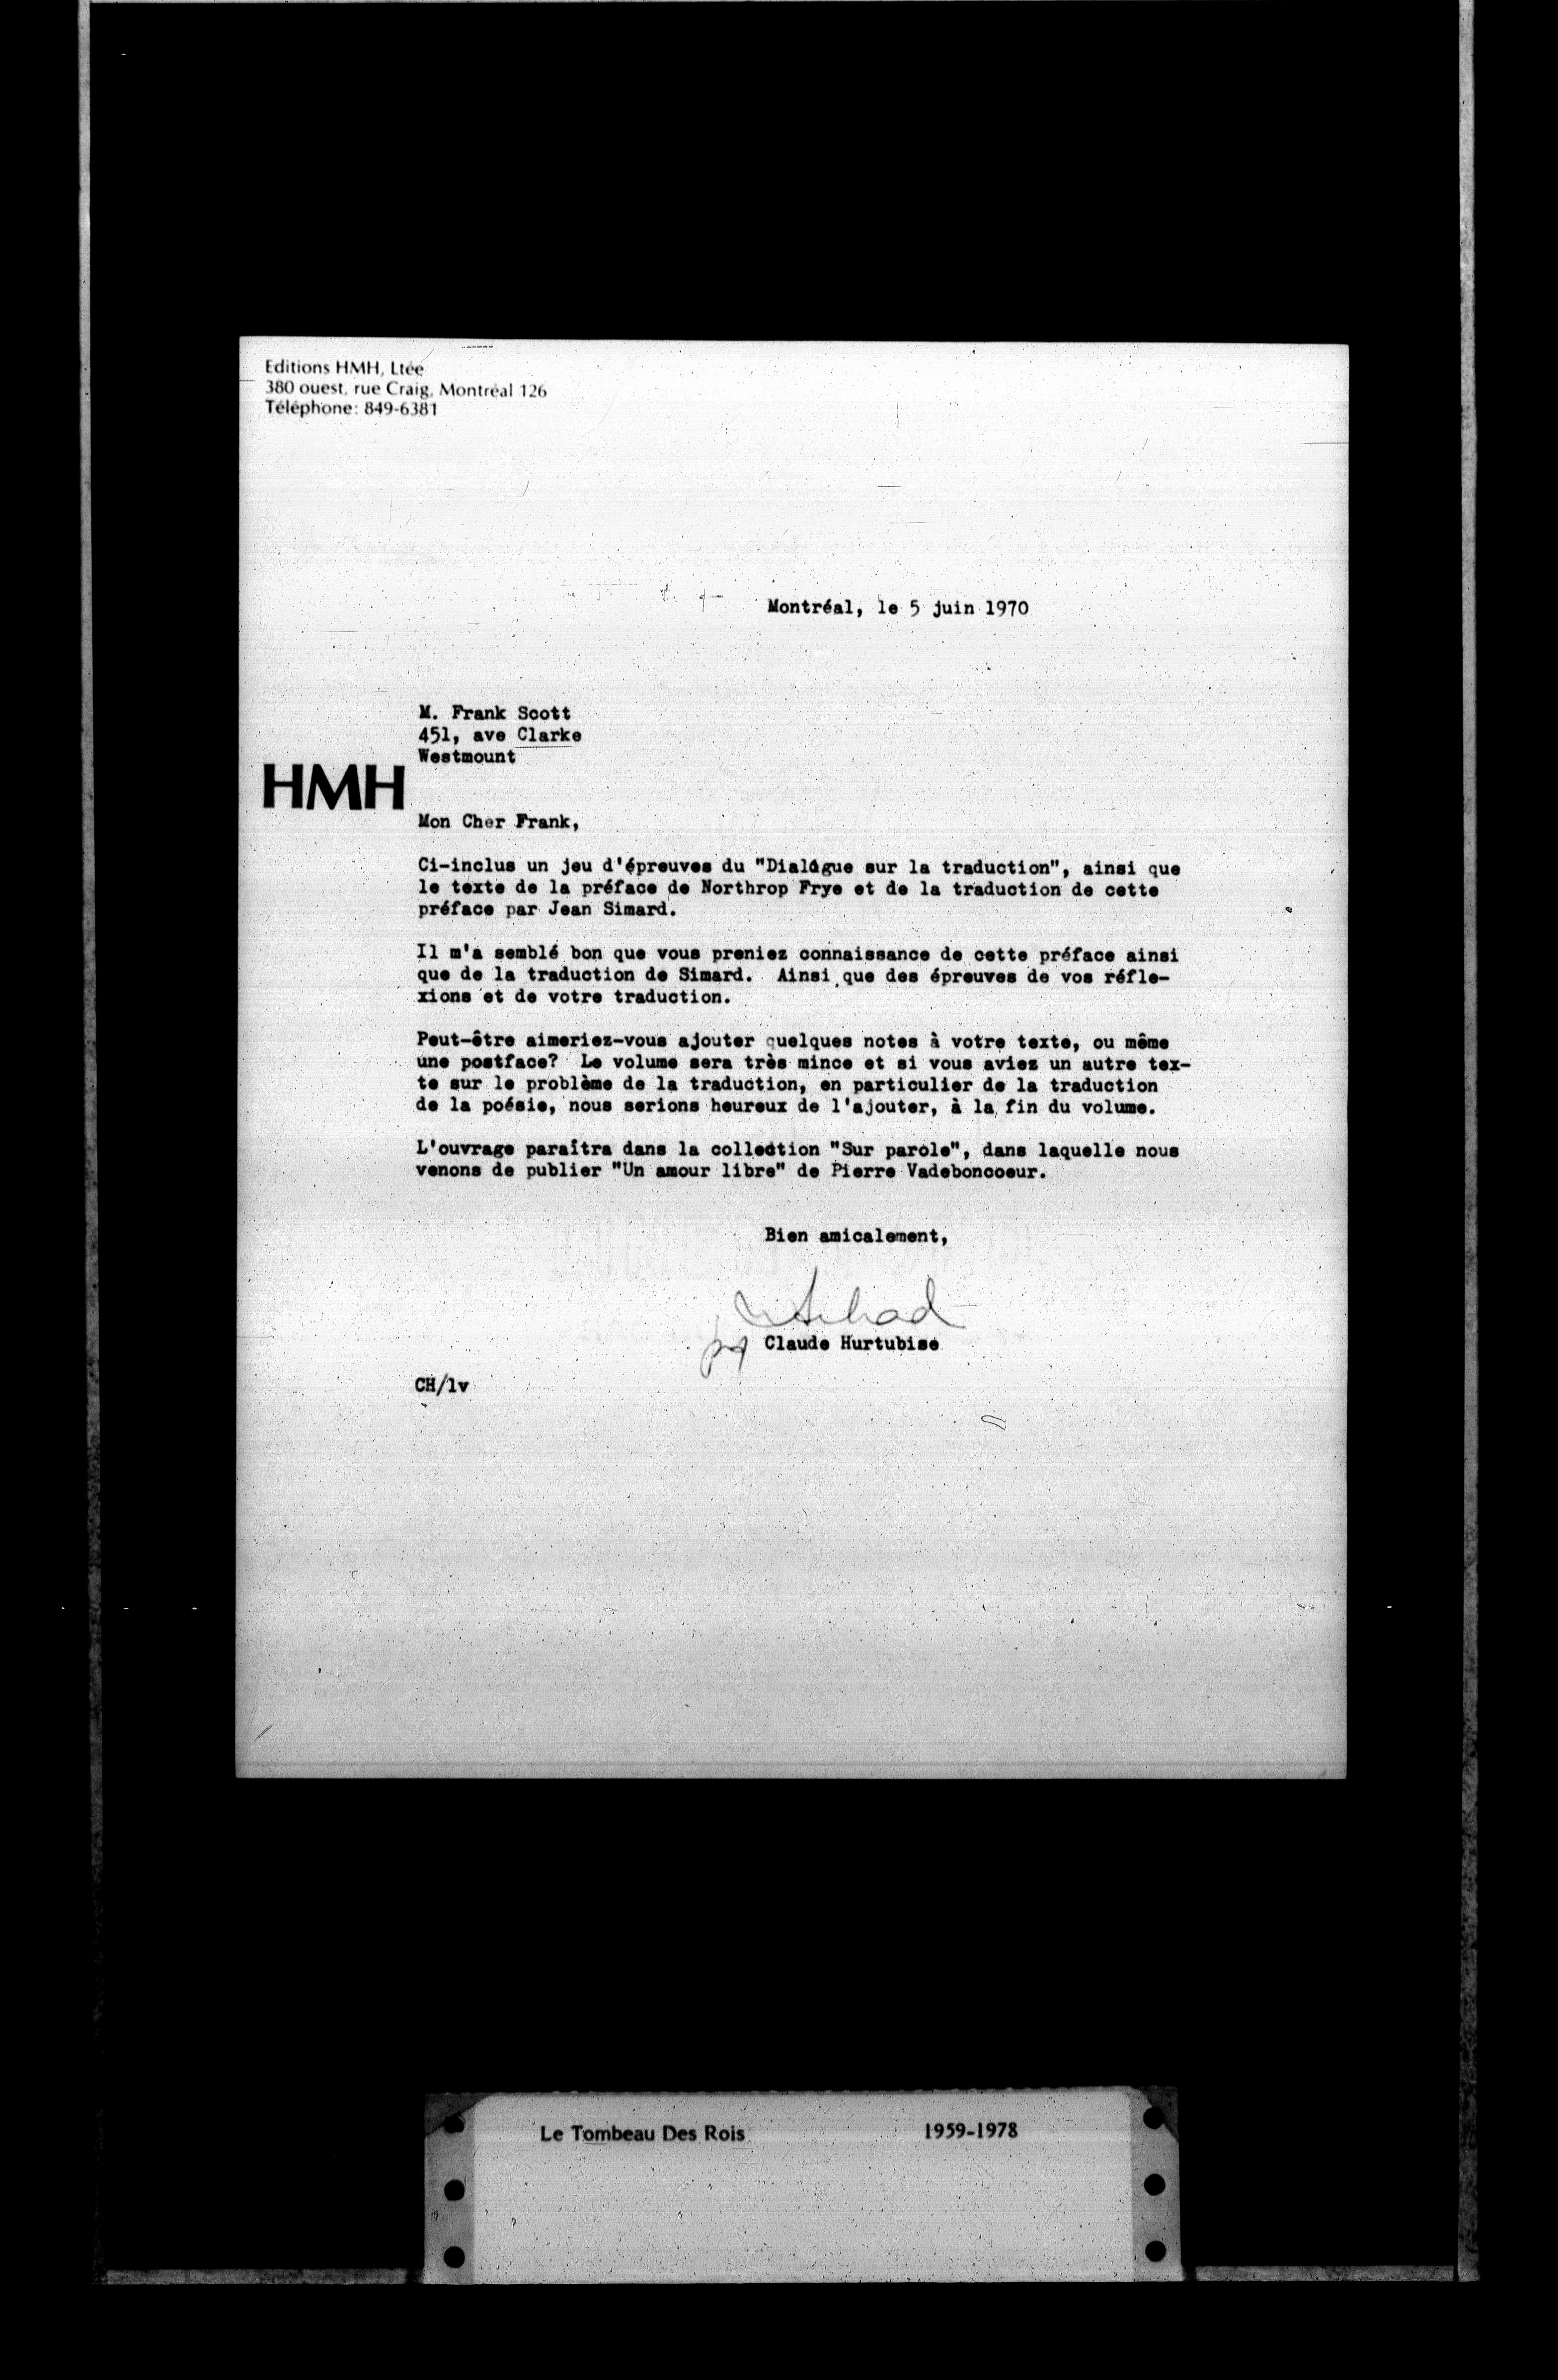 Editions HMH, Ltée
380 ouest, rue Craig, Montréal 126
Téléphone: 849-6381
Montréal, le 5 juin 1970
M. Frank Scott
451, ave Clarke
Westmount
HMH
Mon Cher Frank,
Ci-inclus un jeu d'épreuves du "Dialogue sur la traduction", ainsi que
le texte de la préface de Northrop Frye et de la traduction de cette
préface par Jean Simard.
Il m'a semblé bon que vous preniez connaissance de cette préface ainsi
que de la traduction de Simard. Ainsi que des épreuves de vos réfle-
xions et de votre traduction.
Peut-être aimeriez-vous ajouter quelques notes à votre texte, ou même
une postface? Le volume sera très mince et si vous aviez un autre tex-
te sur le problème de la traduction, en particulier de la traduction
de la poésie, nous serions heureux de l'ajouter, à la fin du volume.
L'ouvrage paraîtra dans la collection "Sur parole", dans laquelle nous
venons de publier "Un amour libre" de Pierre Vadeboncoeur.
Bien amicalement,
Claude Hurtubise
CH/lv
Le Tombeau Des Rois 1959-1978